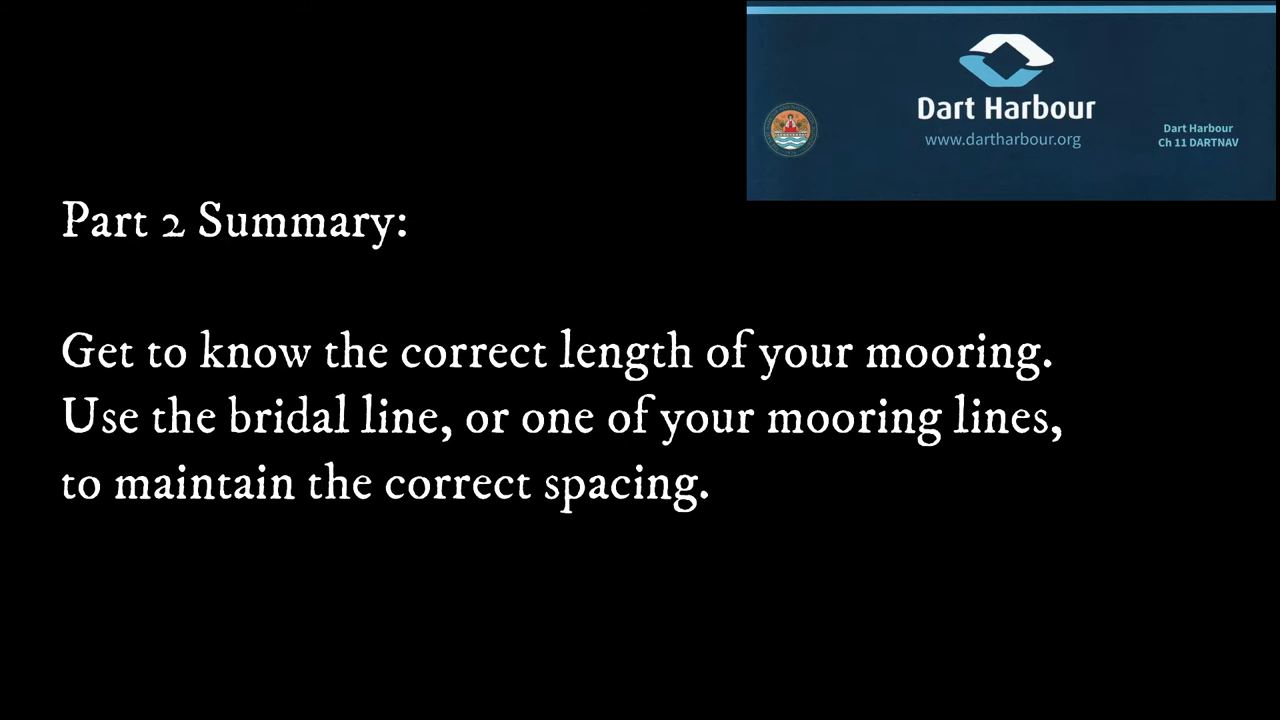 Dart Harbour
www.dartharbour.org
Dart Harbour
Ch 11 DARTNAV
Part 2 Summary:
Get to know the correct length of your mooring.
Use the bridal line, or one of your mooring lines,
to maintain the correct spacing.